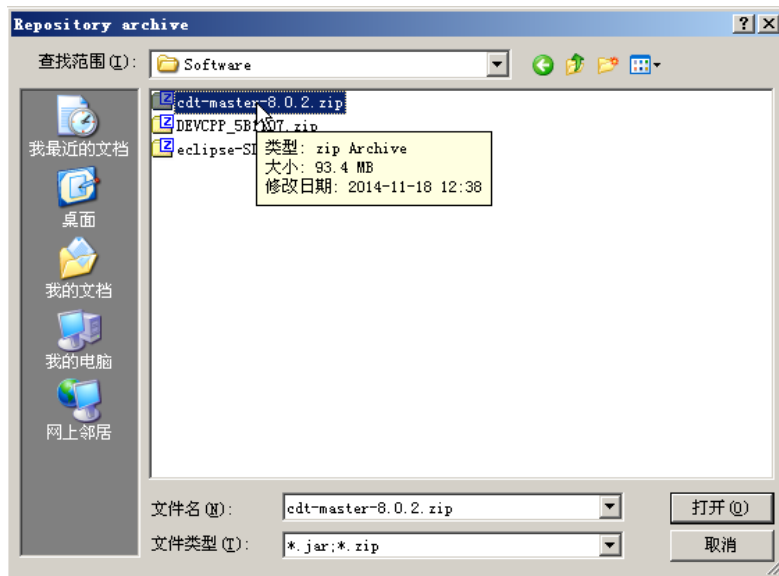 Repository archive
查找范围(I):
Software
我最近的文档
桌面
我的文档
我的电脑
网上邻居
cdt-master-8.0.2.zip
DEVCPP_5B
07.zip
eclipse-S
类型: zip Archive
大小: 93.4 MB
修改日期: 2014-11-18 12:38
文件名(N):
cdt-master-8.0.2.zip
打开(O)
文件类型(T):
*.jar;*.zip
取消